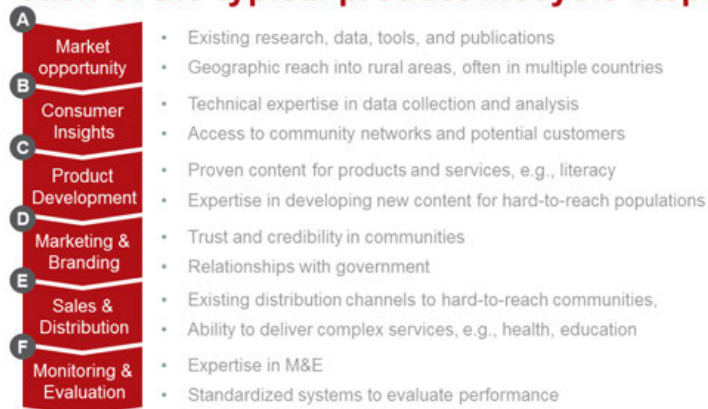 A
Market
opportunity
• Existing research, data, tools, and publications
• Geographic reach into rural areas, often in multiple countries
B
Consumer
Insights
• Technical expertise in data collection and analysis
• Access to community networks and potential customers
C
Product
Development
• Proven content for products and services, e.g., literacy
• Expertise in developing new content for hard-to-reach populations
D
Marketing &
Branding
• Trust and credibility in communities
• Relationships with government
E
Sales &
Distribution
• Existing distribution channels to hard-to-reach communities,
• Ability to deliver complex services, e.g., health, education
F
Monitoring &
Evaluation
• Expertise in M&E
• Standardized systems to evaluate performance